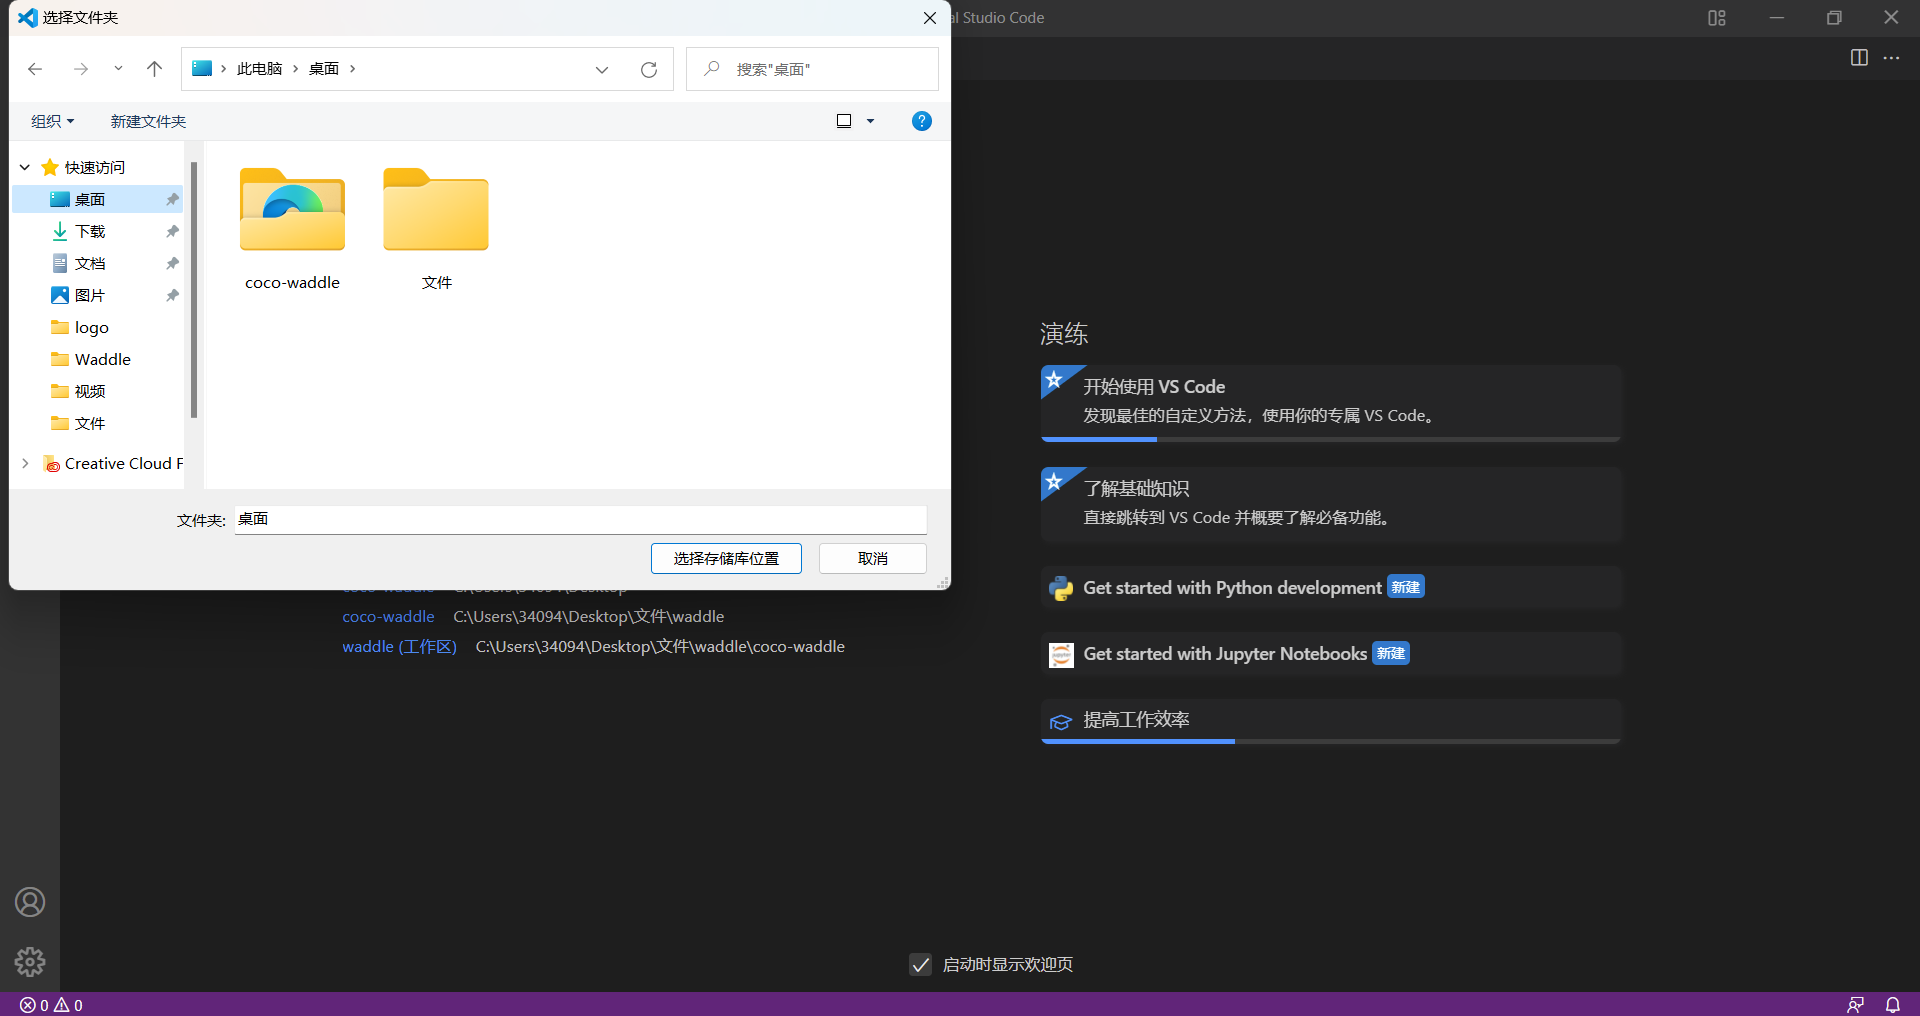 选择文件夹
al Studio Code
此电脑 › 桌面 ›
搜索"桌面"
组织
新建文件夹
快速访问
桌面
下载
文档
图片
logo
Waddle
视频
文件
Creative Cloud F
coco-waddle
文件
文件夹:
桌面
选择存储库位置
取消
coco-waddle C:\Users\34094\Desktop
coco-waddle C:\Users\34094\Desktop\文件\waddle
waddle (工作区) C:\Users\34094\Desktop\文件\waddle\coco-waddle
演练
开始使用 VS Code
发现最佳的自定义方法，使用你的专属 VS Code。
了解基础知识
直接跳转到 VS Code 并概要了解必备功能。
Get started with Python development 新建
Get started with Jupyter Notebooks 新建
提高工作效率
启动时显示欢迎页
0 0